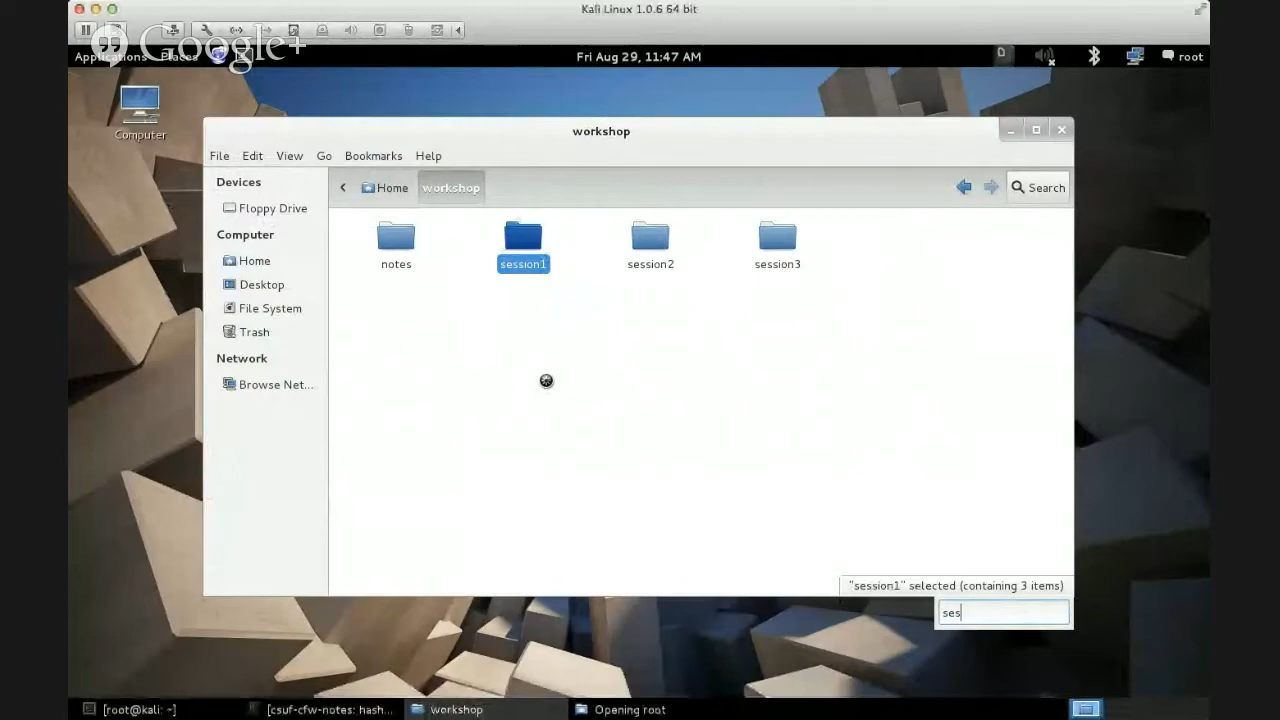 Kali Linux 1.0.6 64 bit
Google+
Applications Places
Fri Aug 29, 11:47 AM
root
Computer
workshop
File Edit View Go Bookmarks Help
Devices
Floppy Drive
Computer
Home
Desktop
File System
Trash
Network
Browse Net...
Home
workshop
Search
notes
session1
session2
session3
"session1" selected (containing 3 items)
ses
[root@kali: ~]
[csuf-cfw-notes: hash...
workshop
Opening root